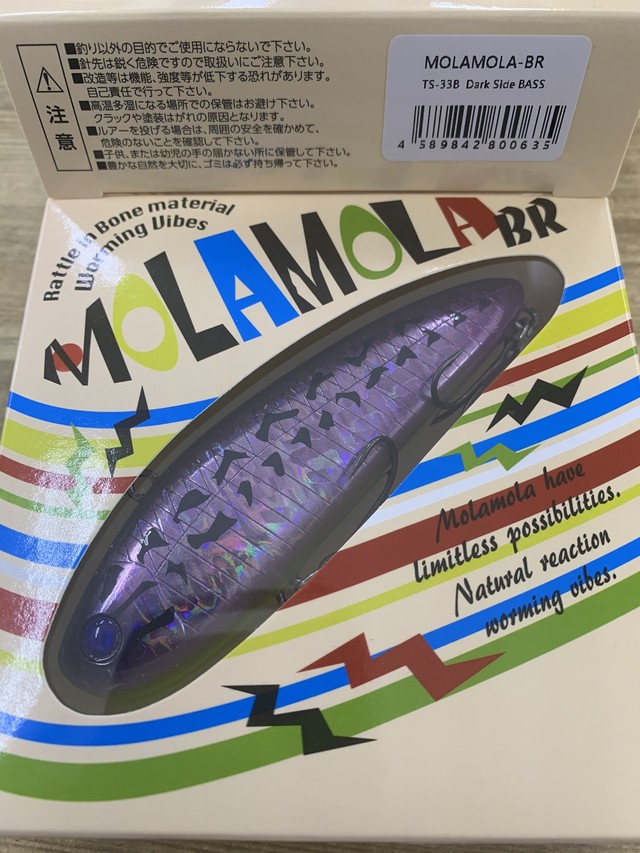 注意
■釣り以外の目的でご使用にならないで下さい。
■針先は鋭く危険ですので取扱いにご注意下さい。
■改造等は機能、強度等が低下する恐れがあります。
自己責任で行って下さい。
■高温多湿になる場所での保管はお避け下さい。
クラックや塗装はがれの原因となります。
■ルアーを投げる場合は、周囲の安全を確かめて、
危険のないことを確認して下さい。
■子供、または幼児の手の届かない所に保管して下さい。
■豊かな自然を大切に、ゴミは必ず持ち帰って下さい。
MOLAMOLA-BR
TS-33B Dark Side BASS
4 589842 800635
Rattle in Bone material
Worming Vibes
MOLAMOLA BR
Molamola have
limitless possibilities.
Natural reaction
worming vibes.